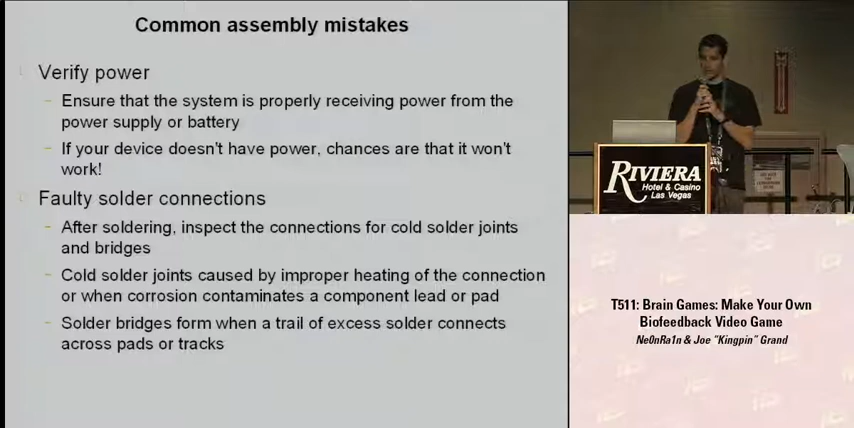 Common assembly mistakes
Verify power
- Ensure that the system is properly receiving power from the
power supply or battery
- If your device doesn't have power, chances are that it won't
work!
Faulty solder connections
- After soldering, inspect the connections for cold solder joints
and bridges
- Cold solder joints caused by improper heating of the connection
or when corrosion contaminates a component lead or pad
- Solder bridges form when a trail of excess solder connects
across pads or tracks
RIVIERA
Hotel & Casino
Las Vegas
T511: Brain Games: Make Your Own
Biofeedback Video Game
Ne0nRa1n & Joe "Kingpin" Grand